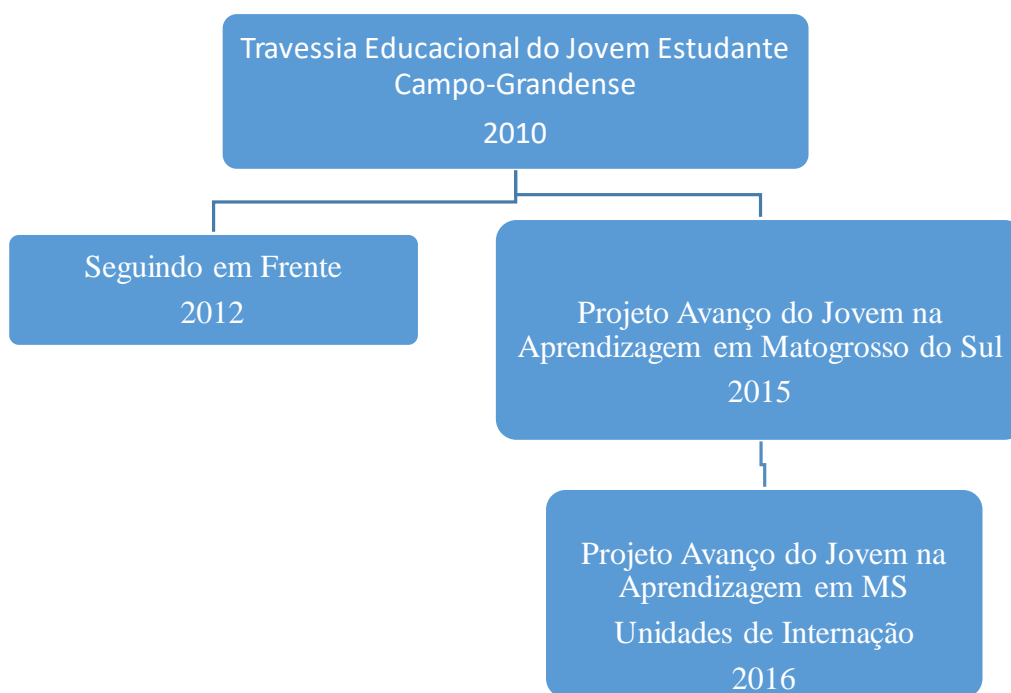 Travessia Educacional do Jovem Estudante
Campo-Grandense
2010
Seguindo em Frente
2012
Projeto Avanço do Jovem na
Aprendizagem em Matogrosso do Sul
2015
Projeto Avanço do Jovem na
Aprendizagem em MS
Unidades de Internação
2016